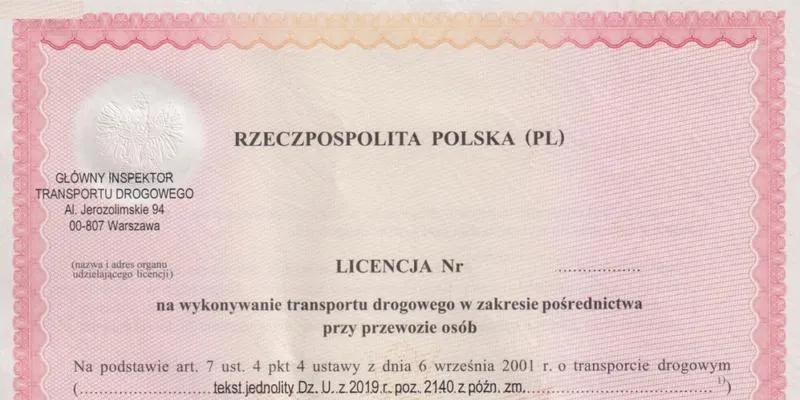 RZECZPOSPOLITA POLSKA (PL)
GŁÓWNY INSPEKTOR
TRANSPORTU DROGOWEGO
Al. Jerozolimskie 94
00-807 Warszawa
(nazwa i adres organu
udzielającego licencji)
LICENCJA Nr ....................
na wykonywanie transportu drogowego w zakresie pośrednictwa
przy przewozie osób
Na podstawie art. 7 ust. 4 pkt 4 ustawy z dnia 6 września 2001 r. o transporcie drogowym
(........................tekst jednolity Dz. U. z 2019 r. poz. 2140 z późn. zm.....................................1))